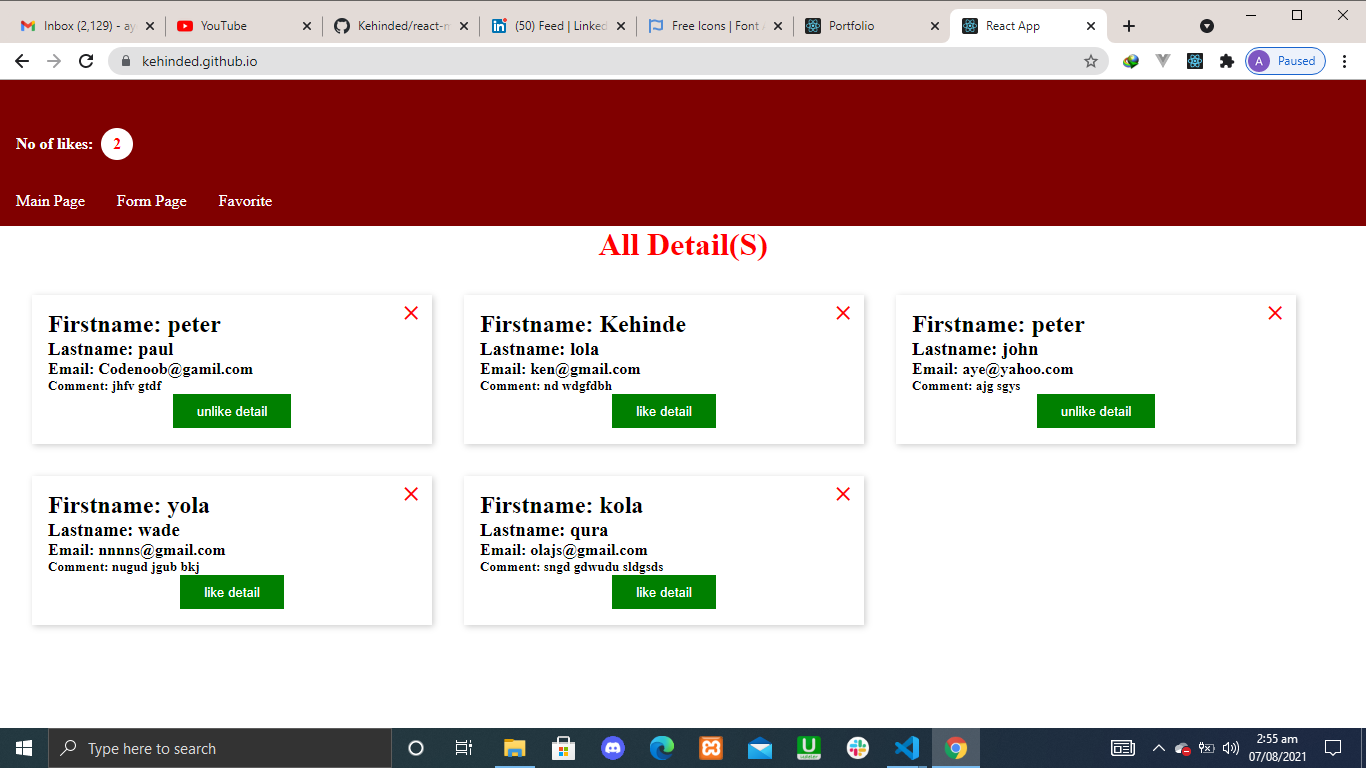 Inbox (2,129) - ay
YouTube
Kehinded/react-m
(50) Feed | Linked
Free Icons | Font A
Portfolio
React App
kehinded.github.io
A Paused
No of likes: 2
Main Page Form Page Favorite
All Detail(S)
Firstname: peter
Lastname: paul
Email: Codenoob@gamil.com
Comment: jhfv gtdf
unlike detail
Firstname: Kehinde
Lastname: lola
Email: ken@gmail.com
Comment: nd wdgfdbh
like detail
Firstname: peter
Lastname: john
Email: aye@yahoo.com
Comment: ajg sgys
unlike detail
Firstname: yola
Lastname: wade
Email: nnnns@gmail.com
Comment: nugud jgub bkj
like detail
Firstname: kola
Lastname: qura
Email: olajs@gmail.com
Comment: sngd gdwudu sldgsds
like detail
Type here to search
2:55 am
07/08/2021